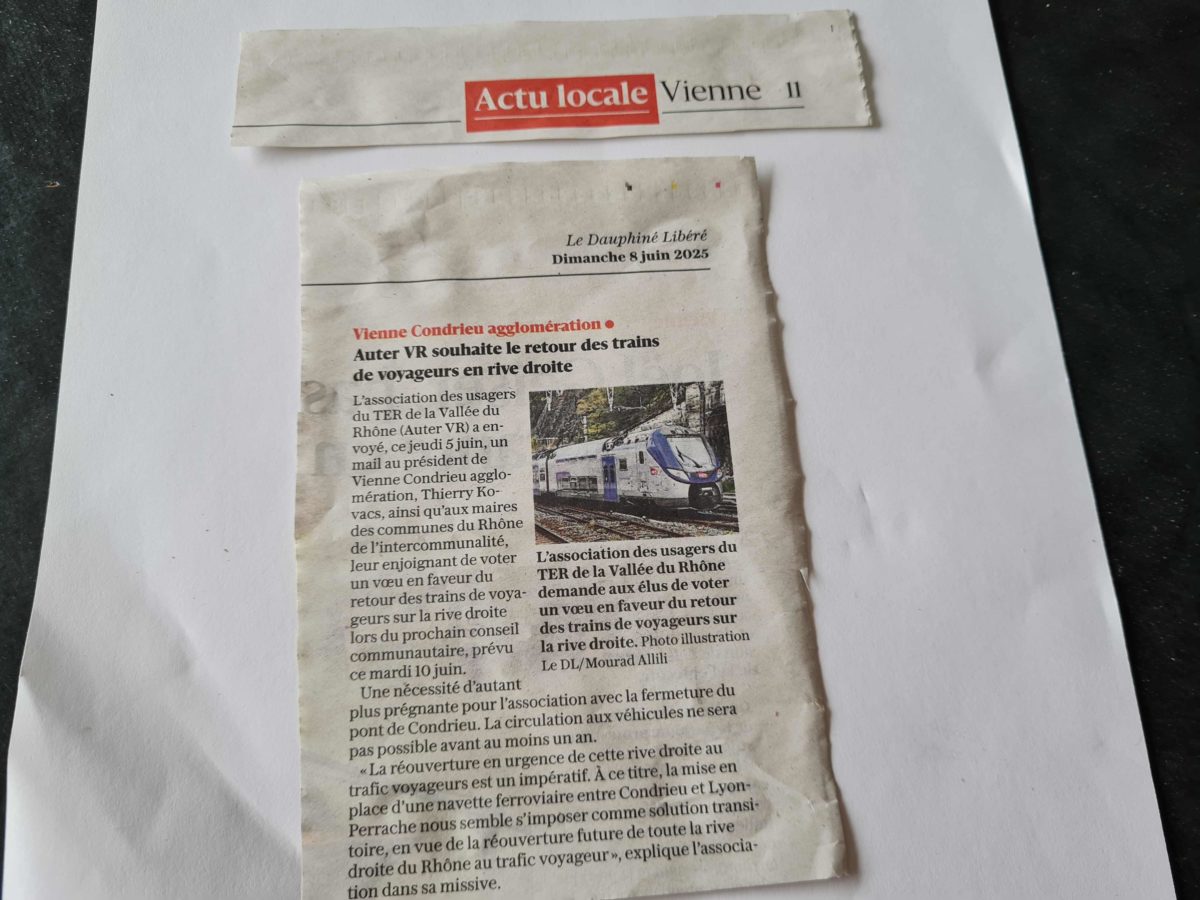 Actu locale Vienne 11
Le Dauphiné Libéré
Dimanche 8 juin 2025
Vienne Condrieu agglomération ●
Auter VR souhaite le retour des trains
de voyageurs en rive droite
L'association des usagers
du TER de la Vallée du
Rhône (Auter VR) a en-
voyé, ce jeudi 5 juin, un
mail au président de
Vienne Condrieu agglo-
mération, Thierry Ko-
vacs, ainsi qu'aux maires
des communes du Rhône
de l'intercommunalité,
leur enjoignant de voter
un vœu en faveur du
retour des trains de voya-
geurs sur la rive droite
lors du prochain conseil
communautaire, prévu
ce mardi 10 juin.
L'association des usagers du
TER de la Vallée du Rhône
demande aux élus de voter
un vœu en faveur du retour
des trains de voyageurs sur
la rive droite. Photo illustration
Le DL/Mourad Allili
Une nécessité d'autant
plus prégnante pour l'association avec la fermeture du
pont de Condrieu. La circulation aux véhicules ne sera
pas possible avant au moins un an.
« La réouverture en urgence de cette rive droite au
trafic voyageurs est un impératif. À ce titre, la mise en
place d'une navette ferroviaire entre Condrieu et Lyon-
Perrache nous semble s'imposer comme solution transi-
toire, en vue de la réouverture future de toute la rive
droite du Rhône au trafic voyageur », explique l'associa-
tion dans sa missive.